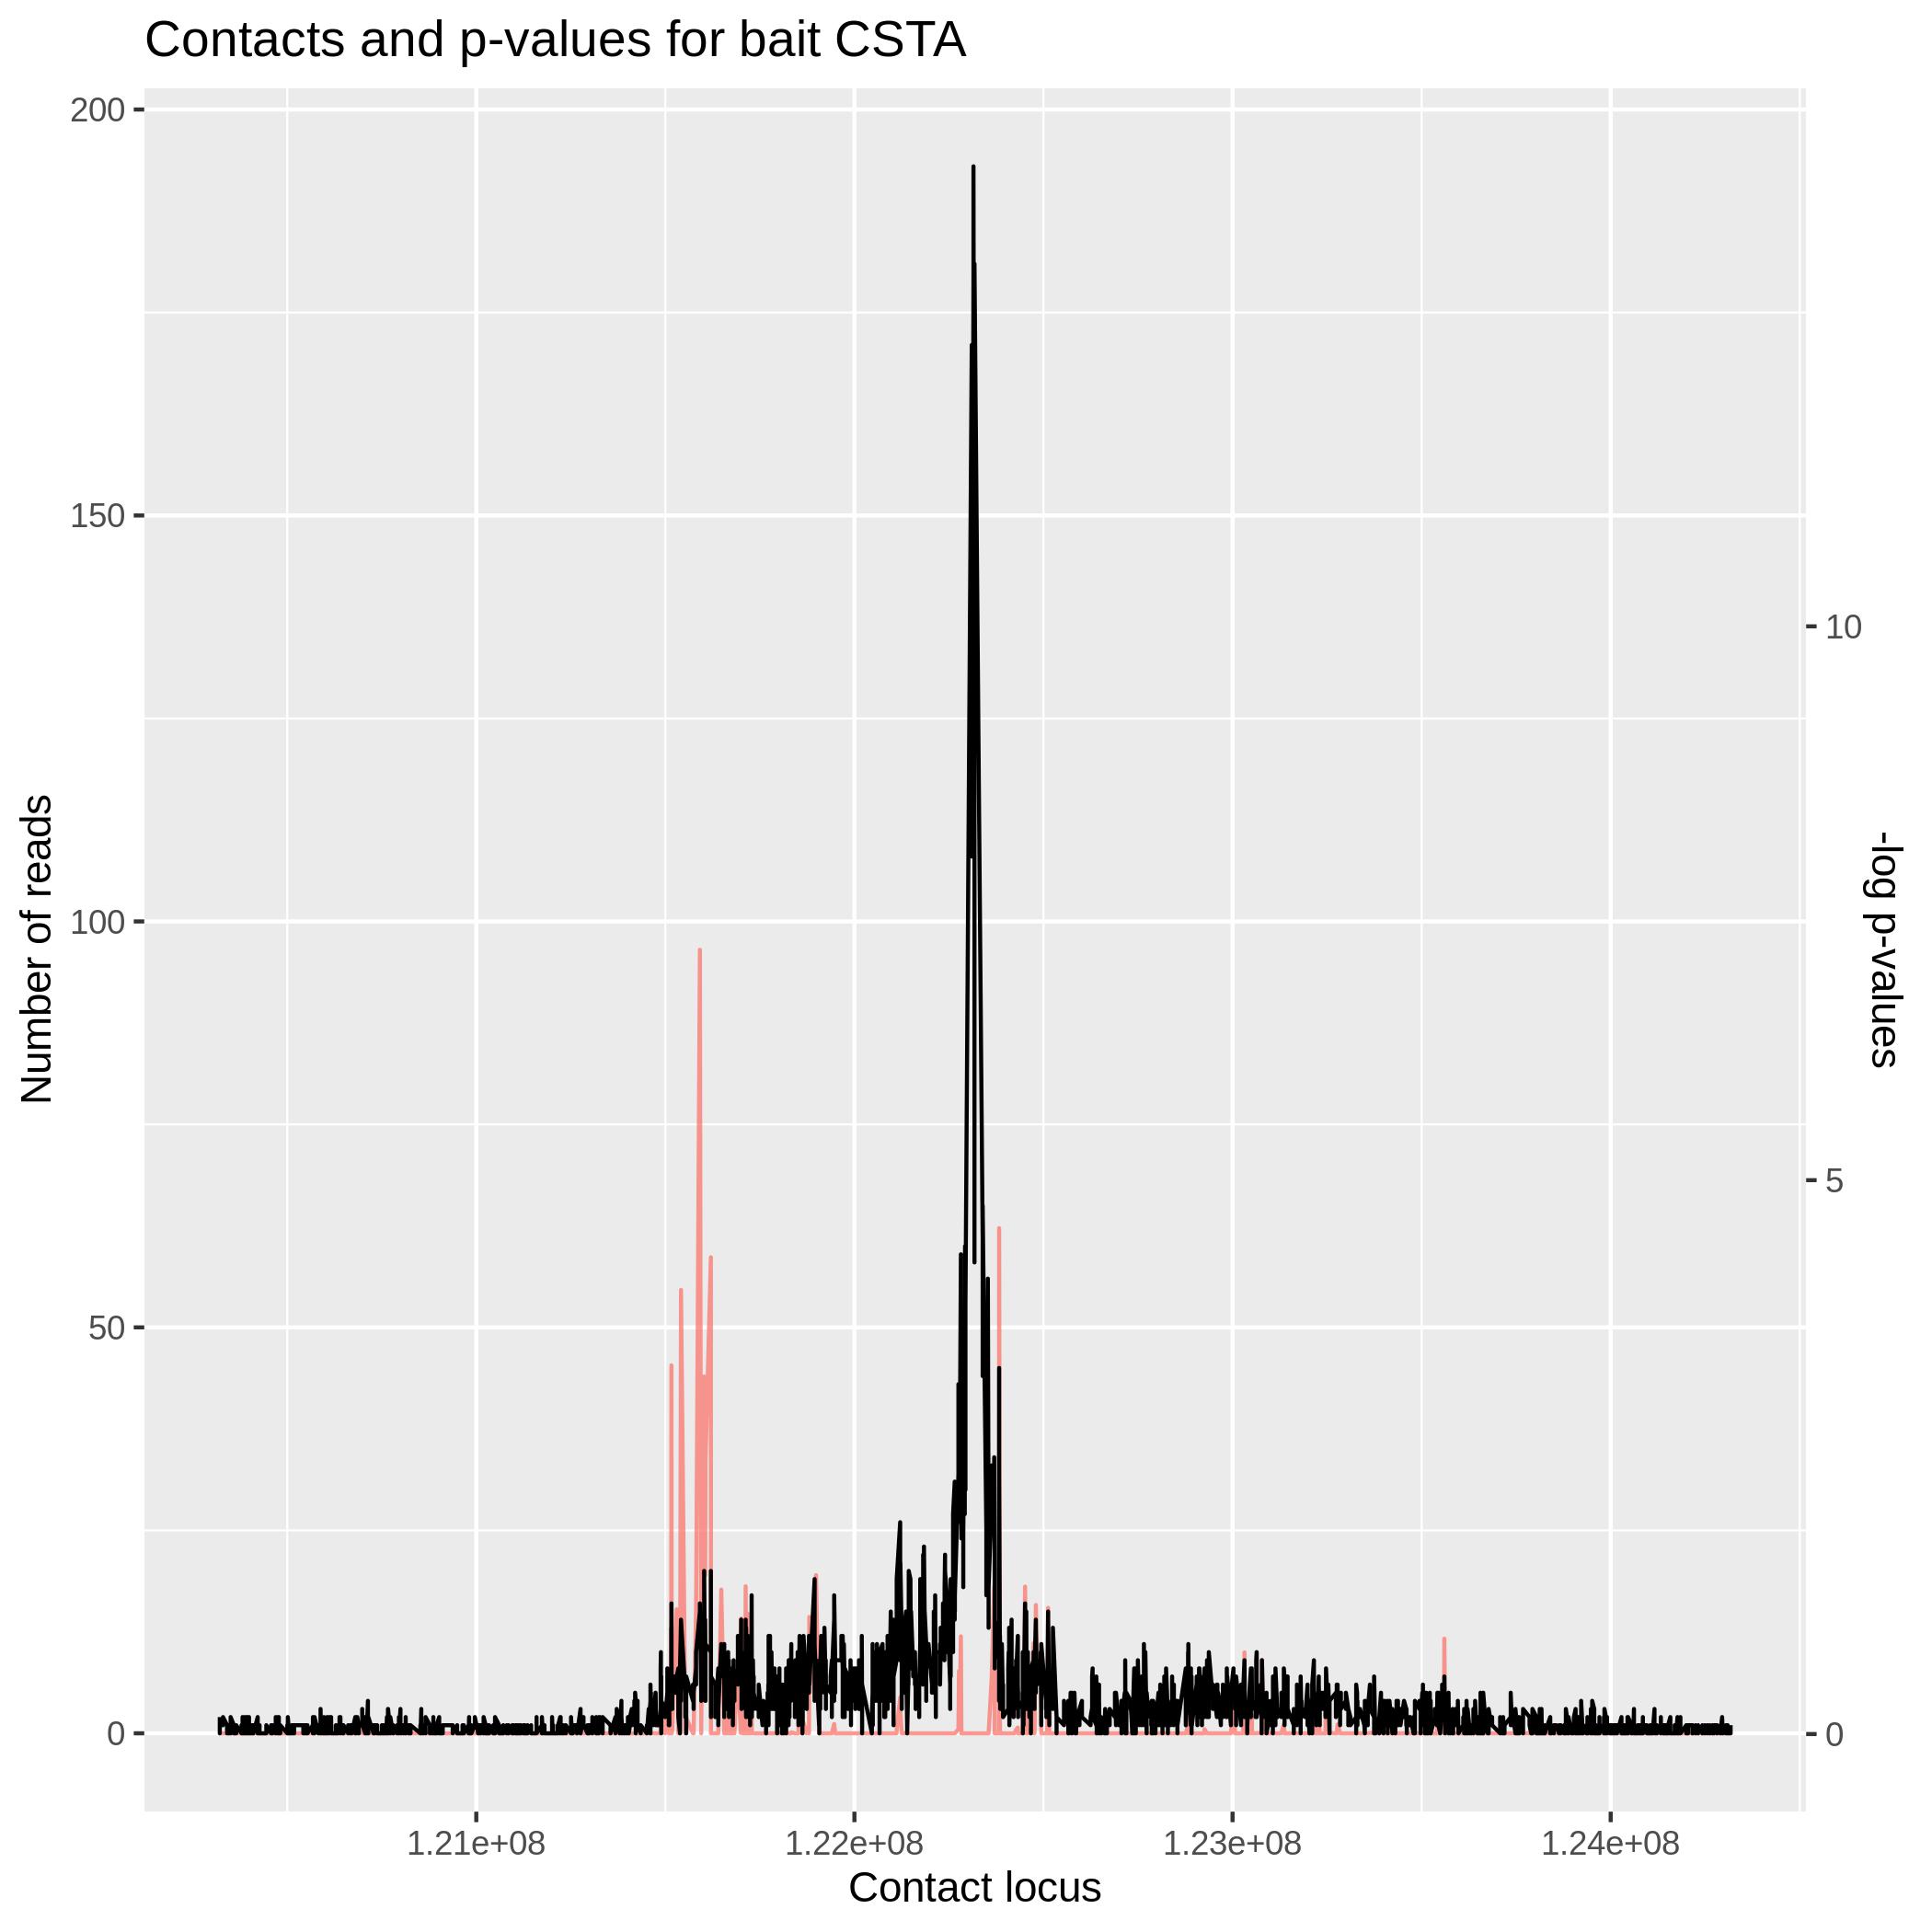 Contacts and p-values for bait CSTA
200
150
100
50
0
Number of reads
10
5
0
-log p-values
1.21e+08
1.22e+08
1.23e+08
1.24e+08
Contact locus